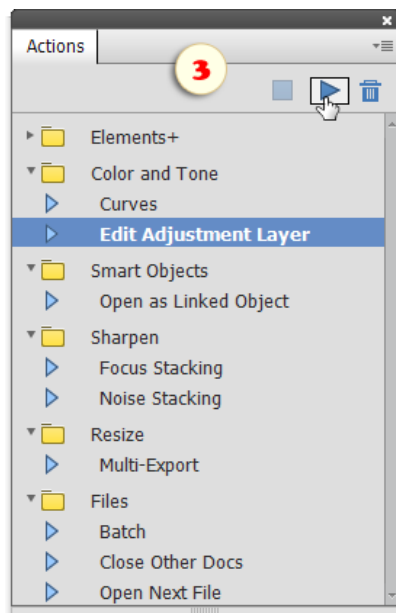 Actions
3
Elements+
Color and Tone
Curves
Edit Adjustment Layer
Smart Objects
Open as Linked Object
Sharpen
Focus Stacking
Noise Stacking
Resize
Multi-Export
Files
Batch
Close Other Docs
Open Next File